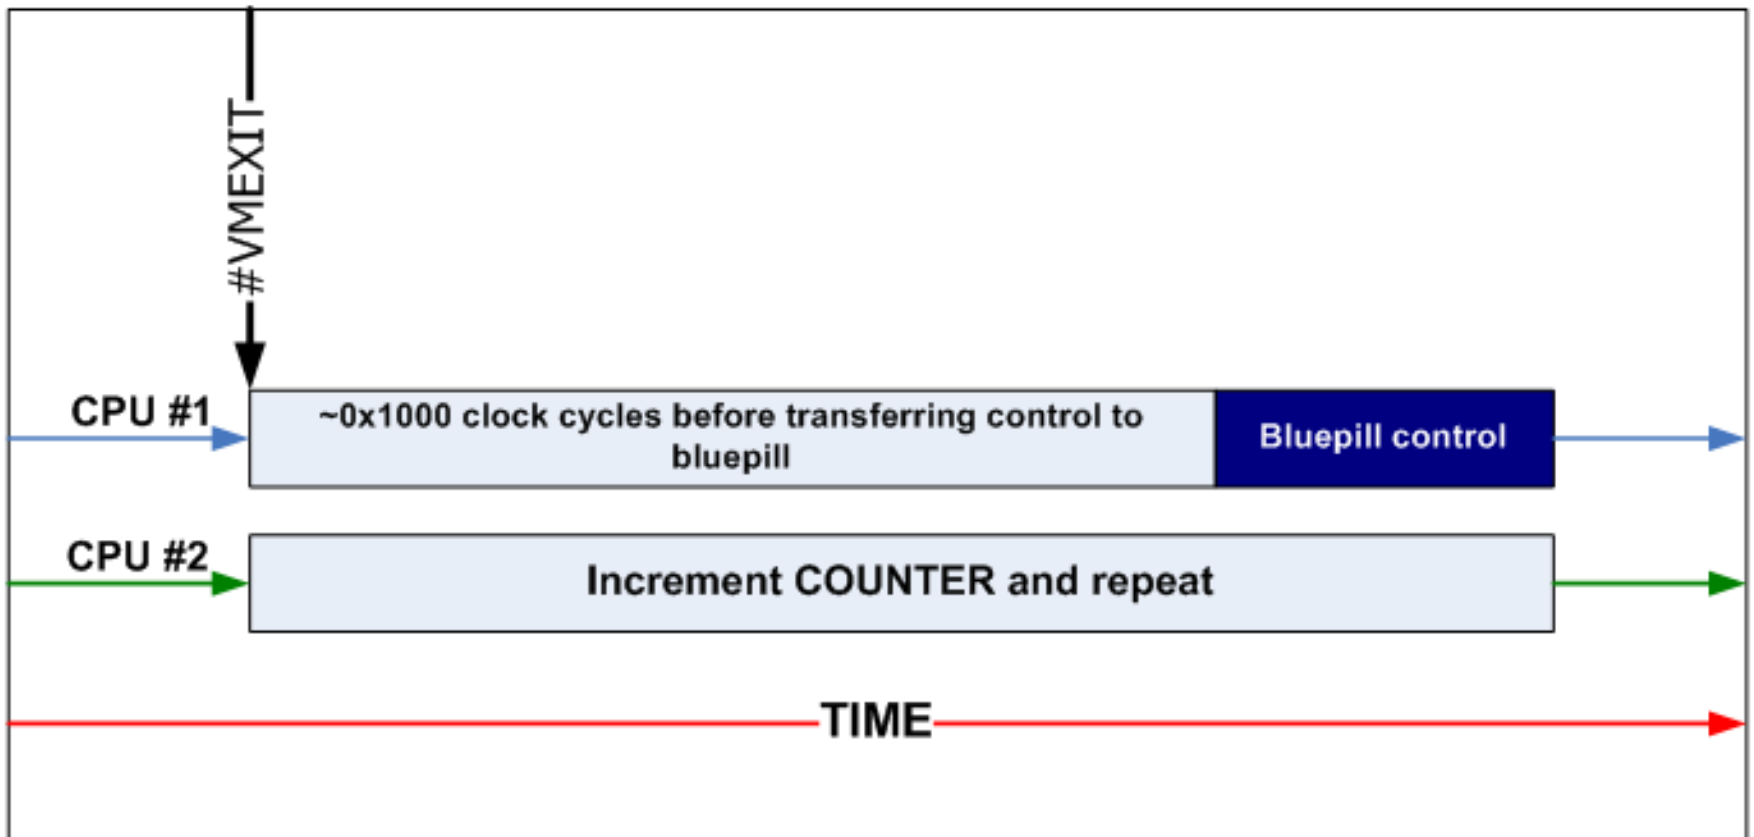 #VMEXIT
CPU #1
~0x1000 clock cycles before transferring control to
bluepill
Bluepill control
CPU #2
Increment COUNTER and repeat
TIME